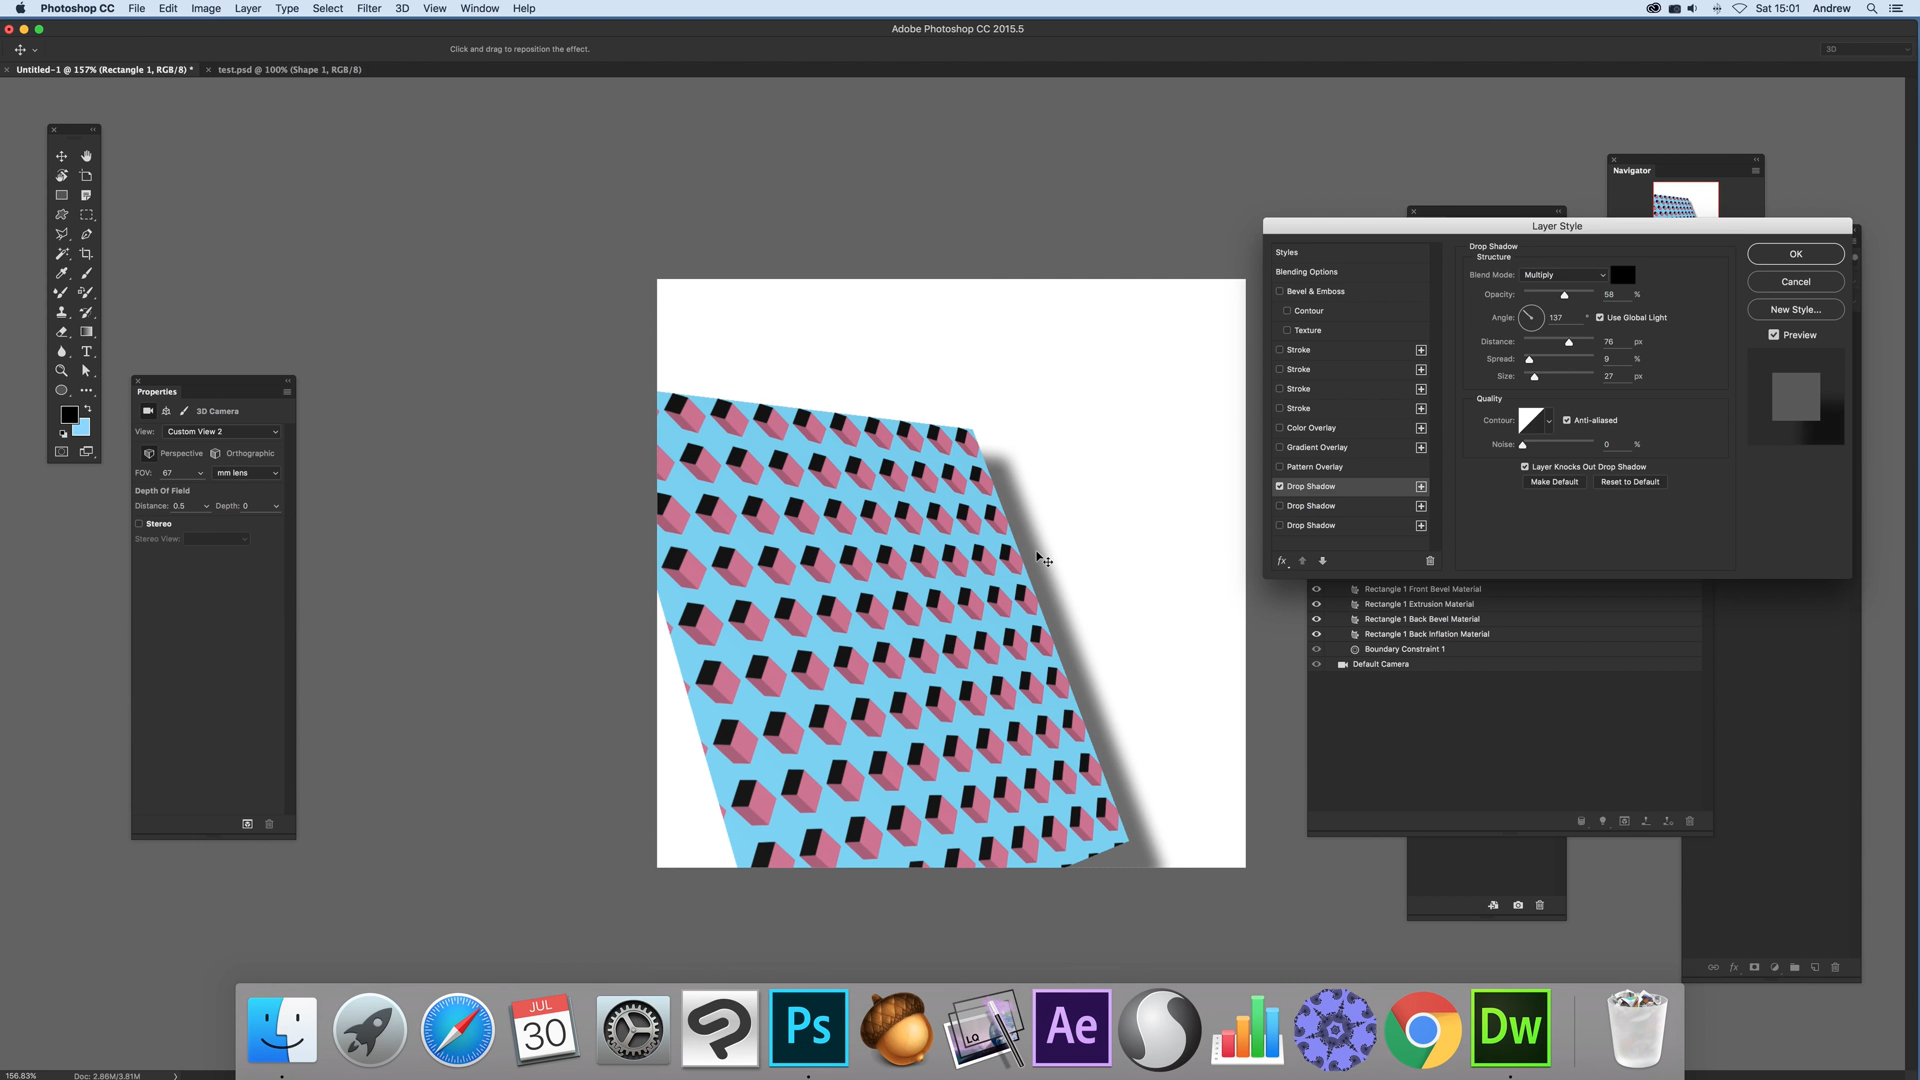 Photoshop CC File Edit Image Layer Type Select Filter 3D View Window Help Sat 15:01 Andrew
Adobe Photoshop CC 2015.5
Click and drag to reposition the effect. 3D
Untitled-1 @ 157% (Rectangle 1, RGB/8) * test.psd @ 100% (Shape 1, RGB/8)
Navigator
Layer Style
Styles
Blending Options
Bevel & Emboss
Contour
Texture
Stroke
Stroke
Stroke
Stroke
Color Overlay
Gradient Overlay
Pattern Overlay
Drop Shadow
Drop Shadow
Drop Shadow
fx
Drop Shadow
Structure
Blend Mode: Multiply
Opacity: 58 %
Angle: 137 ° Use Global Light
Distance: 76 px
Spread: 9 %
Size: 27 px
Quality
Contour: Anti-aliased
Noise: 0 %
Layer Knocks Out Drop Shadow
Make Default Reset to Default
OK
Cancel
New Style...
Preview
Properties
3D Camera
View: Custom View 2
Perspective Orthographic
FOV: 67 mm lens
Depth Of Field
Distance: 0.5 Depth: 0
Stereo
Stereo View:
Rectangle 1 Front Bevel Material
Rectangle 1 Extrusion Material
Rectangle 1 Back Bevel Material
Rectangle 1 Back Inflation Material
Boundary Constraint 1
Default Camera
fx
JUL
30
Ps
LQ
Ae
Dw
156.83% Doc: 2.86M/3.81M